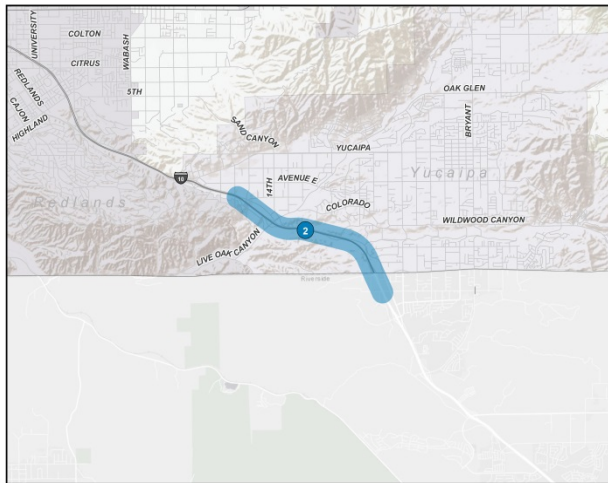 UNIVERSITY
COLTON
CITRUS
WABASH
5TH
REDLANDS
CAJON
HIGHLAND
SAND CANYON
OAK GLEN
BRYANT
YUCAIPA
10
AVENUE E
14TH
Yucaipa
Redlands
COLORADO
WILDWOOD CANYON
2
LIVE OAK CANYON
Riverside